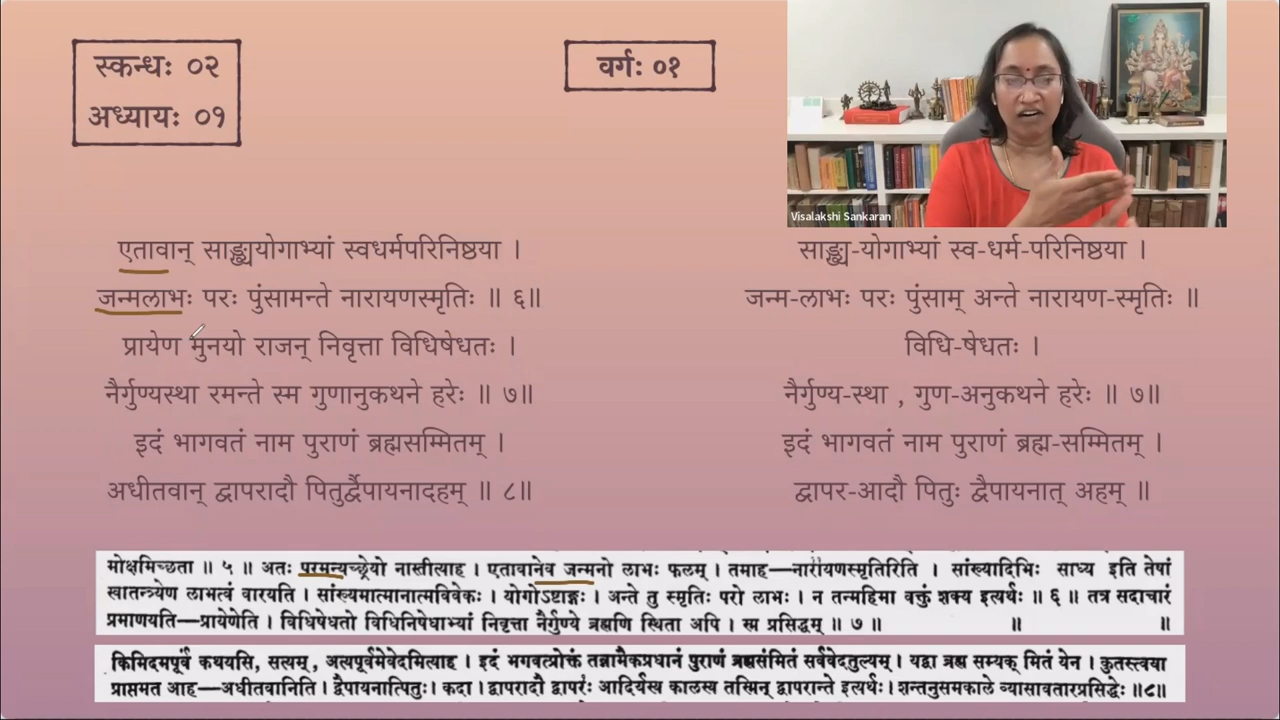 स्कन्धः ०२
अध्यायः ०१
वर्गः ०१
Visalakshi Sankaran
एतावान् साङ्ख्ययोगाभ्यां स्वधर्मपरिनिष्ठया ।
जन्मलाभः परः पुंसामन्ते नारायणस्मृतिः ॥ ६॥
प्रायेण मुनयो राजन् निवृत्ता विधिषेधतः ।
नैर्गुण्यस्था रमन्ते स्म गुणानुकथने हरेः ॥ ७॥
इदं भागवतं नाम पुराणं ब्रह्मसम्मितम् ।
अधीतवान् द्वापरादौ पितुर्द्वैपायनादहम् ॥ ८॥
साङ्ख्य-योगाभ्यां स्व-धर्म-परिनिष्ठया ।
जन्म-लाभः परः पुंसाम् अन्ते नारायण-स्मृतिः ॥
विधि-षेधतः ।
नैर्गुण्य-स्था , गुण-अनुकथने हरेः ॥ ७॥
इदं भागवतं नाम पुराणं ब्रह्म-सम्मितम् ।
द्वापर-आदौ पितुः द्वैपायनात् अहम् ॥
मोक्षमिच्छता ॥ ५ ॥ अतः परमन्यच्छ्रेयो नास्तीत्याह । एतावानेव जन्मनो लाभः फलम् । तमाह—नारायणस्मृतिरिति । सांख्यादिभिः साध्य इति तेषां
स्वातन्त्र्येण लाभत्वं वारयति । सांख्यमात्मानात्मविवेकः । योगोऽष्टाङ्गः । अन्ते तु स्मृतिः परो लाभः । न तन्महिमा वक्तुं शक्य इत्यर्थः ॥ ६ ॥ तत्र सदाचारं
प्रमाणयति—प्रायेणेति । विधिषेधतो विधिनिषेधाभ्यां निवृत्ता नैर्गुण्ये ब्रह्मणि स्थिता अपि । स्म प्रसिद्धम् ॥ ७ ॥ ॥ ॥
किमिदमपूर्वं कथयसि, सत्यम् , अत्यपूर्वमेवेदमित्याह । इदं भगवत्प्रोक्तं तन्नामैकप्रधानं पुराणं ब्रह्मसंमितं सर्ववेदतुल्यम् । यद्वा ब्रह्म सम्यक् मितं येन । कुतस्त्वया
प्राप्तमत आह—अधीतवानिति । द्वैपायनात्पितुः । कदा । द्वापरादौ द्वापरः आदिर्यस्य कालस्य तस्मिन् द्वापरान्ते इत्यर्थः । शन्तनुसमकाले व्यासावतारप्रसिद्धेः ॥८॥